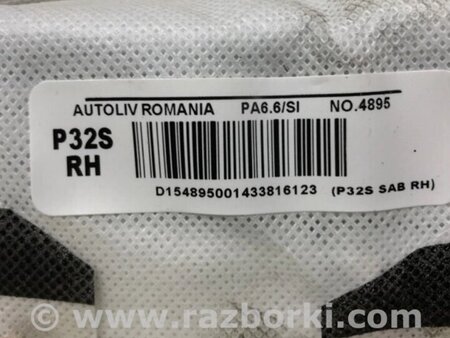 AUTOLIV ROMANIA PA6.6/SI NO.4895
P32S
RH
D154895001433816123 (P32S SAB RH)
© www.razborki.com